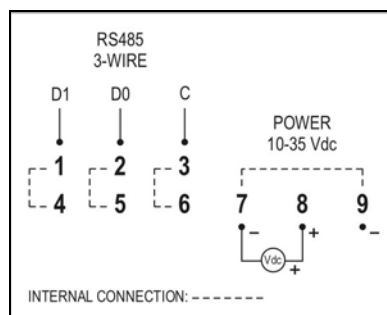 RS485
3-WIRE
D1 D0 C
POWER
10-35 Vdc
1 2 3
4 5 6 7 8 9
− + −
Vdc +
INTERNAL CONNECTION: